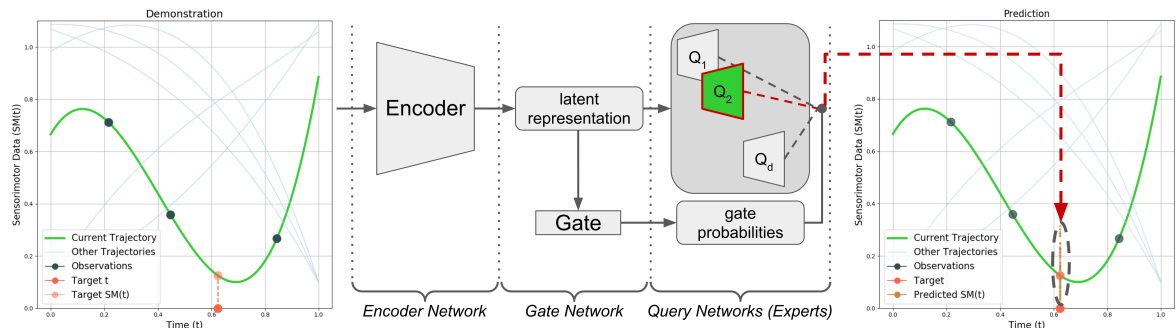 Demonstration
Sensorimotor Data (SM(t))
1.0
0.8
0.6
0.4
0.2
0.0
Current Trajectory
Other Trajectories
Observations
Target t
Target SM(t)
0.0 0.2 0.4 0.6 0.8 1.0
Time (t)
Encoder
latent
representation
Gate
Q1
Q2
Qd
gate
probabilities
Encoder Network
Gate Network
Query Networks (Experts)
Prediction
Sensorimotor Data (SM(t))
1.0
0.8
0.6
0.4
0.2
0.0
Current Trajectory
Other Trajectories
Observations
Target
Predicted SM(t)
0.0 0.2 0.4 0.6 0.8 1.0
Time (t)